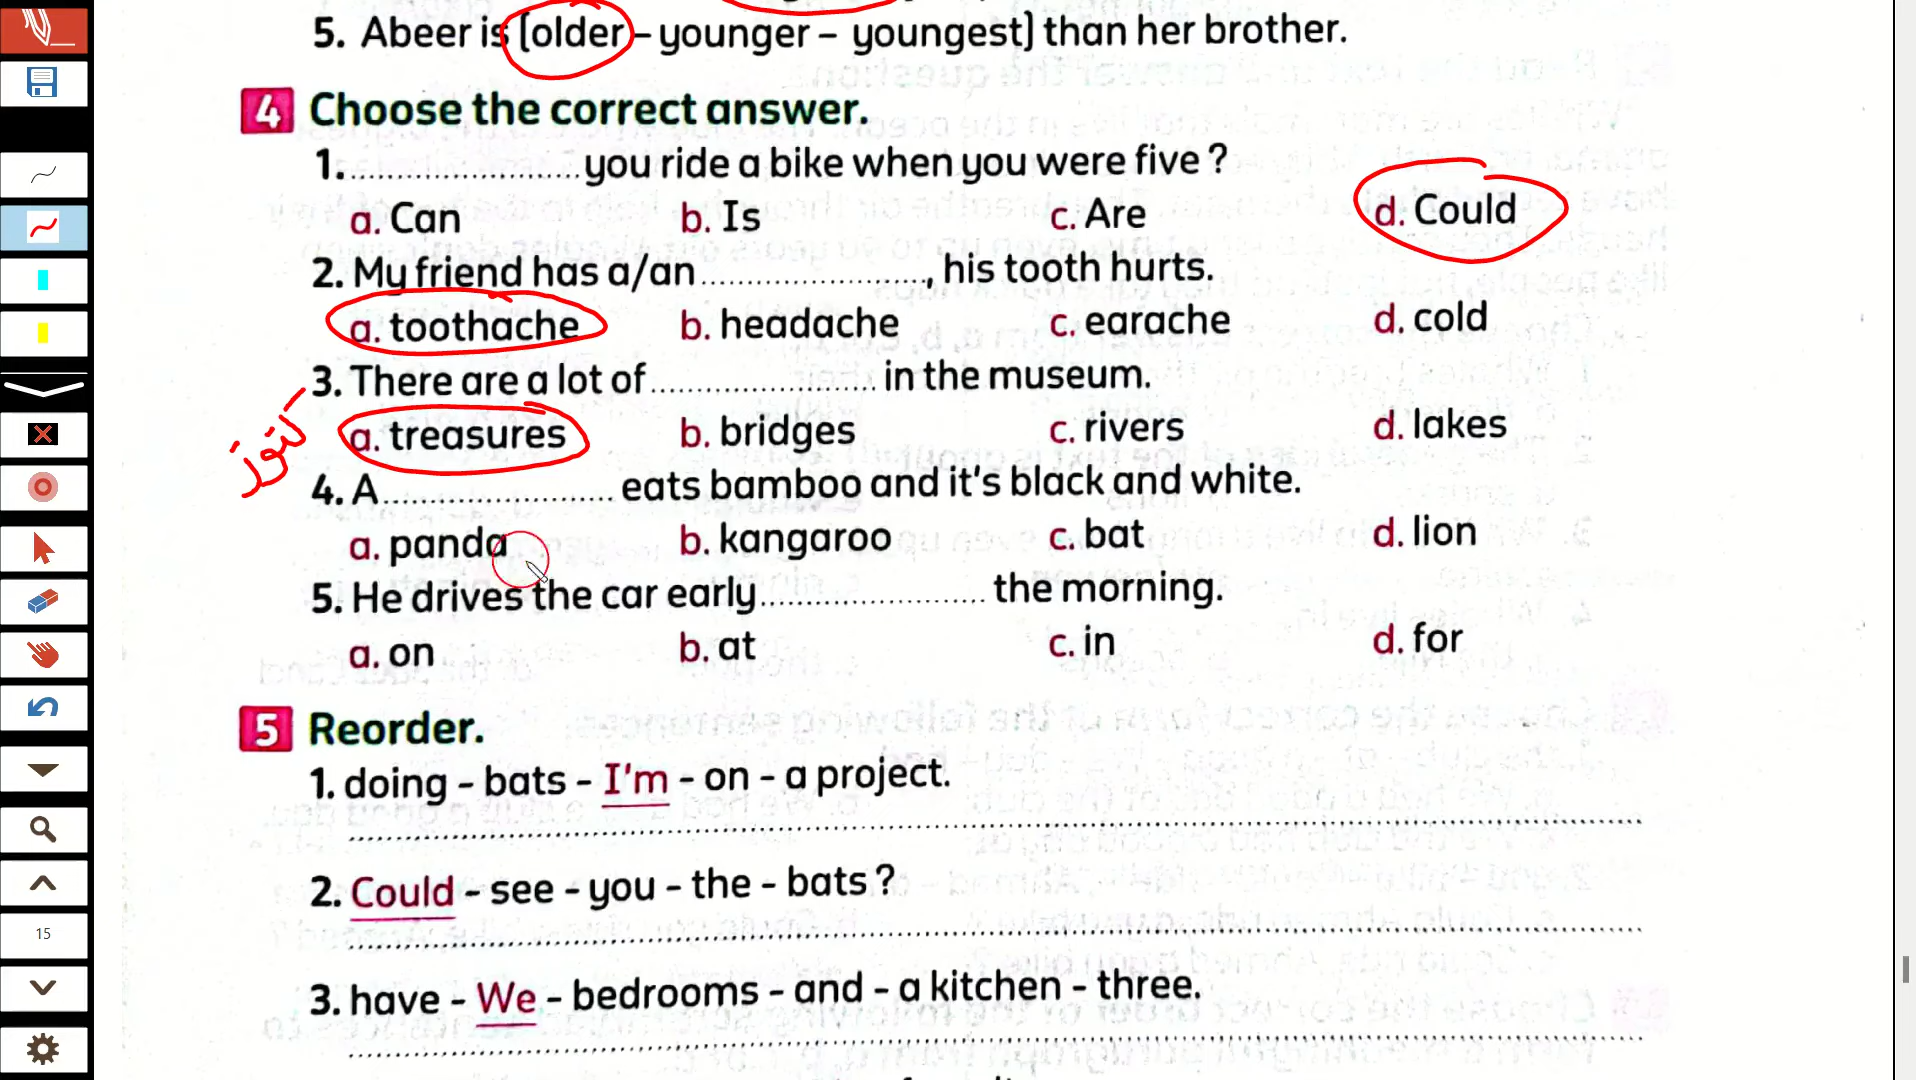 5. Abeer is (older – younger – youngest) than her brother.
4 Choose the correct answer.
1. ........................ you ride a bike when you were five ?
a. Can b. Is c. Are d. Could
2. My friend has a/an ........................, his tooth hurts.
a. toothache b. headache c. earache d. cold
3. There are a lot of ........................ in the museum.
كنوز
a. treasures b. bridges c. rivers d. lakes
4. A ........................ eats bamboo and it's black and white.
a. panda b. kangaroo c. bat d. lion
5. He drives the car early ........................ the morning.
a. on b. at c. in d. for
5 Reorder.
1. doing – bats – I'm – on – a project.
2. Could – see – you – the – bats ?
3. have – We – bedrooms – and – a kitchen – three.
15